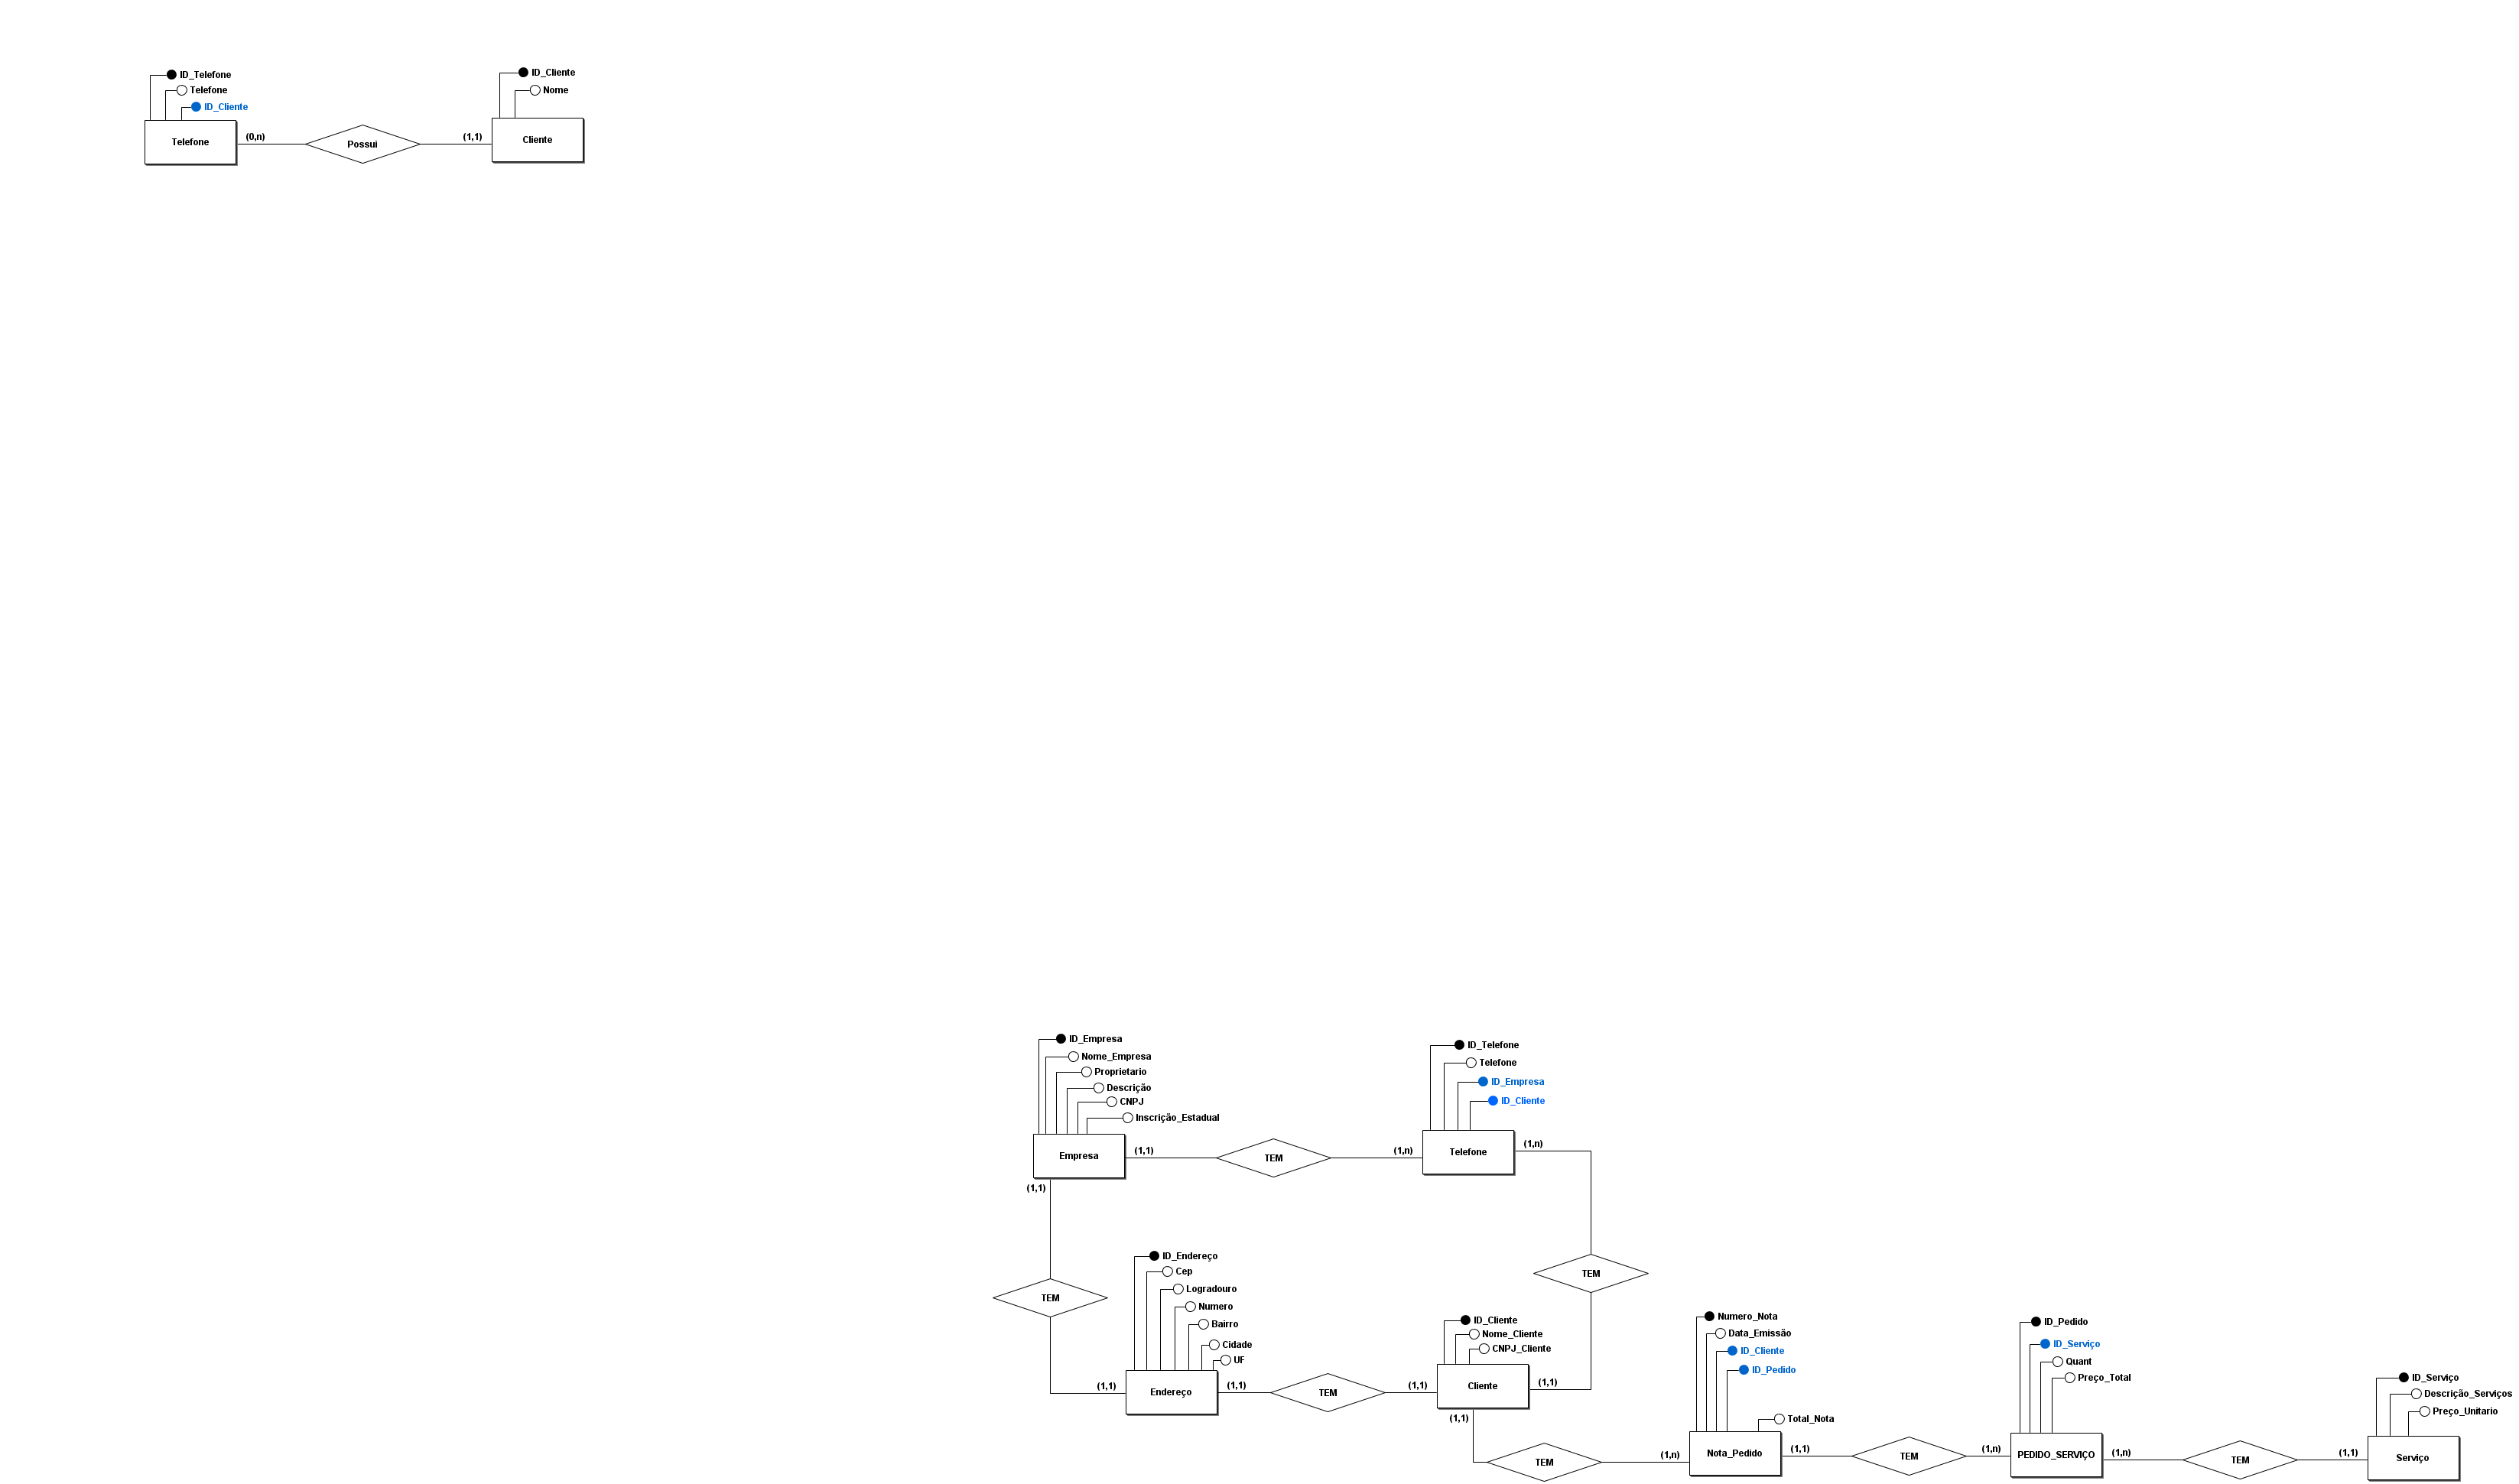 ID_Telefone
Telefone
ID_Cliente
Telefone
(0,n)
Possui
(1,1)
ID_Cliente
Nome
Cliente
ID_Empresa
Nome_Empresa
Proprietario
Descrição
CNPJ
Inscrição_Estadual
Empresa
(1,1)
TEM
(1,n)
ID_Telefone
Telefone
ID_Empresa
ID_Cliente
Telefone
(1,n)
(1,1)
TEM
(1,1)
TEM
ID_Endereço
Cep
Logradouro
Numero
Bairro
Cidade
UF
Endereço
(1,1)
TEM
(1,1)
ID_Cliente
Nome_Cliente
CNPJ_Cliente
Cliente
(1,1)
(1,1)
TEM
(1,n)
Numero_Nota
Data_Emissão
ID_Cliente
ID_Pedido
Total_Nota
Nota_Pedido
(1,1)
TEM
(1,n)
ID_Pedido
ID_Serviço
Quant
Preço_Total
PEDIDO_SERVIÇO
(1,n)
TEM
(1,1)
ID_Serviço
Descrição_Serviços
Preço_Unitario
Serviço